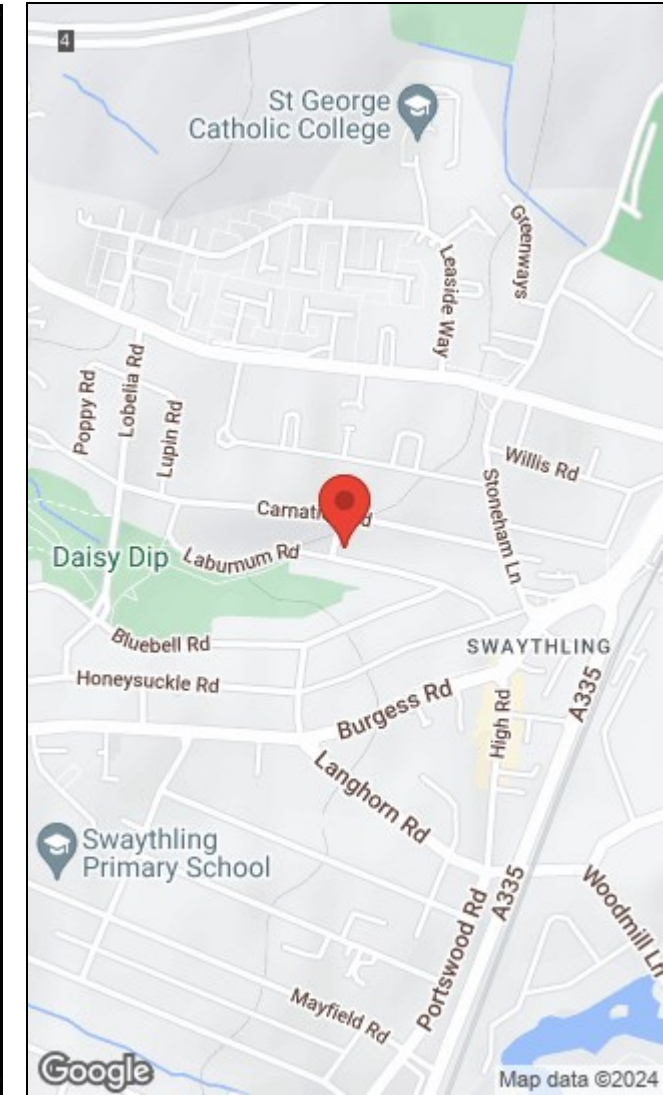 4
St George
Catholic College
Greenways
Leaside Way
Poppy Rd
Lobelia Rd
Lupin Rd
Willis Rd
Stoneham Ln
Daisy Dip
Laburnum Rd
Bluebell Rd
SWAYTHLING
Honeysuckle Rd
Burgess Rd
High Rd
A335
Langhorn Rd
Swaythling
Primary School
A335
Portswood Rd
Woodmill Ln
Mayfield Rd
Google
Map data ©2024